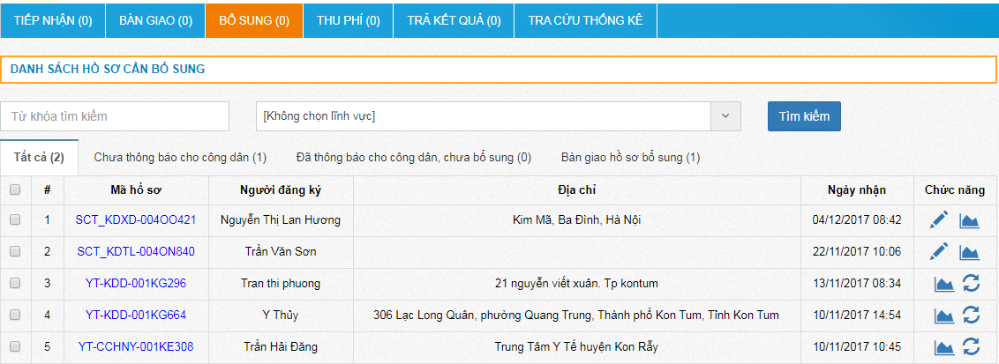 TIẾP NHẬN (0) BÀN GIAO (0) BỔ SUNG (0) THU PHÍ (0) TRẢ KẾT QUẢ (0) TRA CỨU THỐNG KÊ
DANH SÁCH HỒ SƠ CẦN BỔ SUNG
Từ khóa tìm kiếm [Không chọn lĩnh vực] Tìm kiếm
Tất cả (2) Chưa thông báo cho công dân (1) Đã thông báo cho công dân, chưa bổ sung (0) Bàn giao hồ sơ bổ sung (1)
# Mã hồ sơ Người đăng ký Địa chỉ Ngày nhận Chức năng
1 SCT_KDXD-004OO421 Nguyễn Thị Lan Hương Kim Mã, Ba Đình, Hà Nội 04/12/2017 08:42
2 SCT_KDTL-004ON840 Trần Văn Sơn 22/11/2017 10:06
3 YT-KDD-001KG296 Tran thi phuong 21 nguyễn viết xuân. Tp kontum 13/11/2017 08:34
4 YT-KDD-001KG664 Y Thủy 306 Lạc Long Quân, phường Quang Trung, Thành phố Kon Tum, Tỉnh Kon Tum 10/11/2017 14:54
5 YT-CCHNY-001KE308 Trần Hải Đăng Trung Tâm Y Tế huyện Kon Rẫy 10/11/2017 10:45